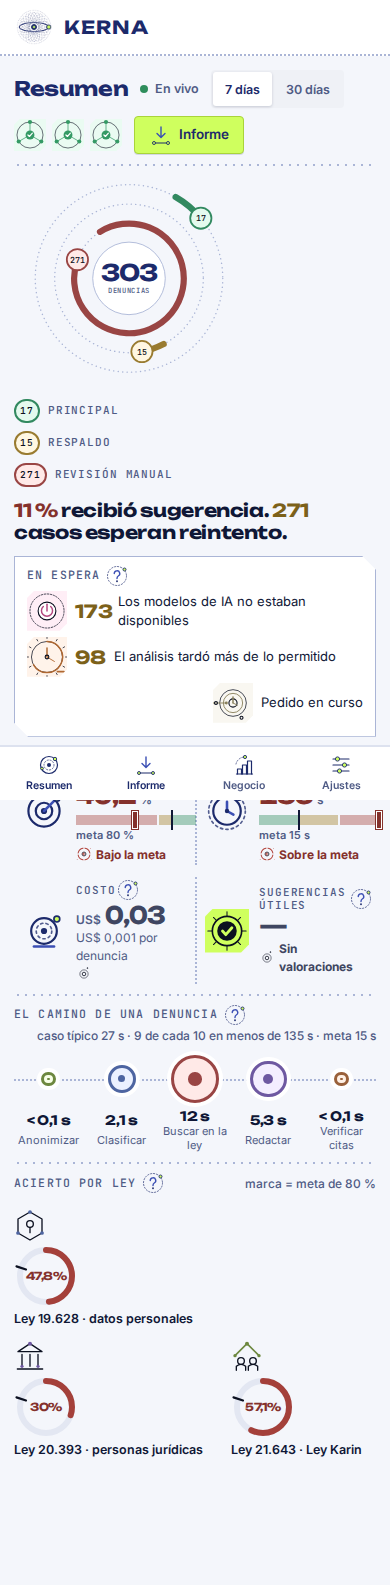 KERNA
Resumen
En vivo
7 días
30 días
Informe
17
271
303
DENUNCIAS
15
17 PRINCIPAL
15 RESPALDO
271 REVISIÓN MANUAL
11 % recibió sugerencia. 271
casos esperan reintento.
EN ESPERA ?
173 Los modelos de IA no estaban
disponibles
98 El análisis tardó más de lo permitido
Pedido en curso
Resumen
Informe
Negocio
Ajustes
%
s
meta 80 %
Bajo la meta
meta 15 s
Sobre la meta
COSTO ?
US$ 0,03
US$ 0,001 por
denuncia
SUGERENCIAS
ÚTILES ?
—
Sin
valoraciones
EL CAMINO DE UNA DENUNCIA ?
caso típico 27 s · 9 de cada 10 en menos de 135 s · meta 15 s
<0,1 s
Anonimizar
2,1 s
Clasificar
12 s
Buscar en la
ley
5,3 s
Redactar
<0,1 s
Verificar
citas
ACIERTO POR LEY ?
marca = meta de 80 %
47,8%
Ley 19.628 · datos personales
30%
Ley 20.393 · personas jurídicas
57,1%
Ley 21.643 · Ley Karin